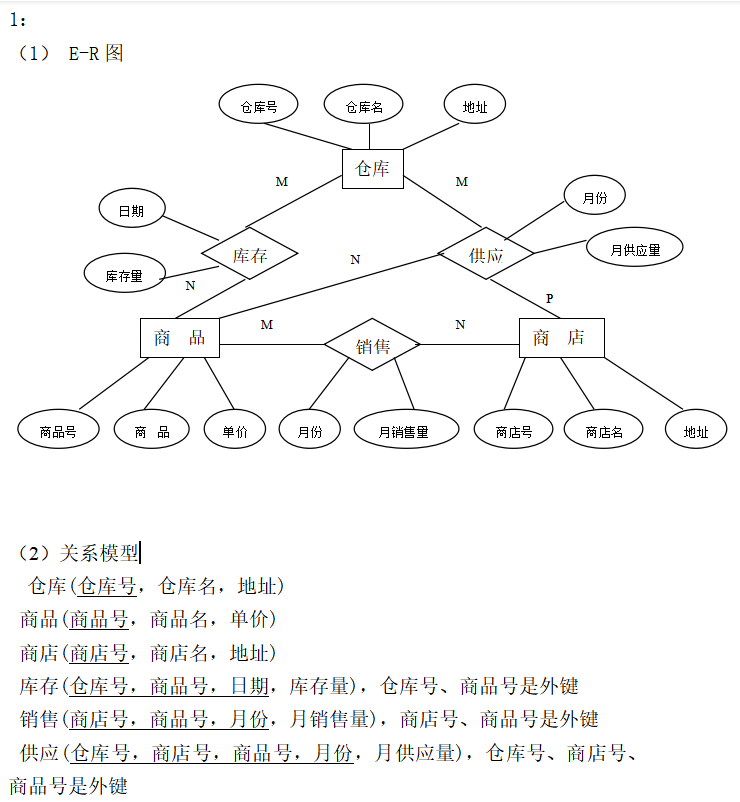 1:
（1） E-R 图
仓库号 仓库名 地址
仓库
M M
日期 月份
库存 供应 月供应量
库存量 N N
P
商 品 M 销售 N 商 店
商品号 商 品 单价 月份 月销售量 商店号 商店名 地址
（2）关系模型
仓库(仓库号，仓库名，地址)
商品(商品号，商品名，单价)
商店(商店号，商店名，地址)
库存(仓库号，商品号，日期，库存量)，仓库号、商品号是外键
销售(商店号，商品号，月份，月销售量)，商店号、商品号是外键
供应(仓库号，商店号，商品号，月份，月供应量)，仓库号、商店号、
商品号是外键